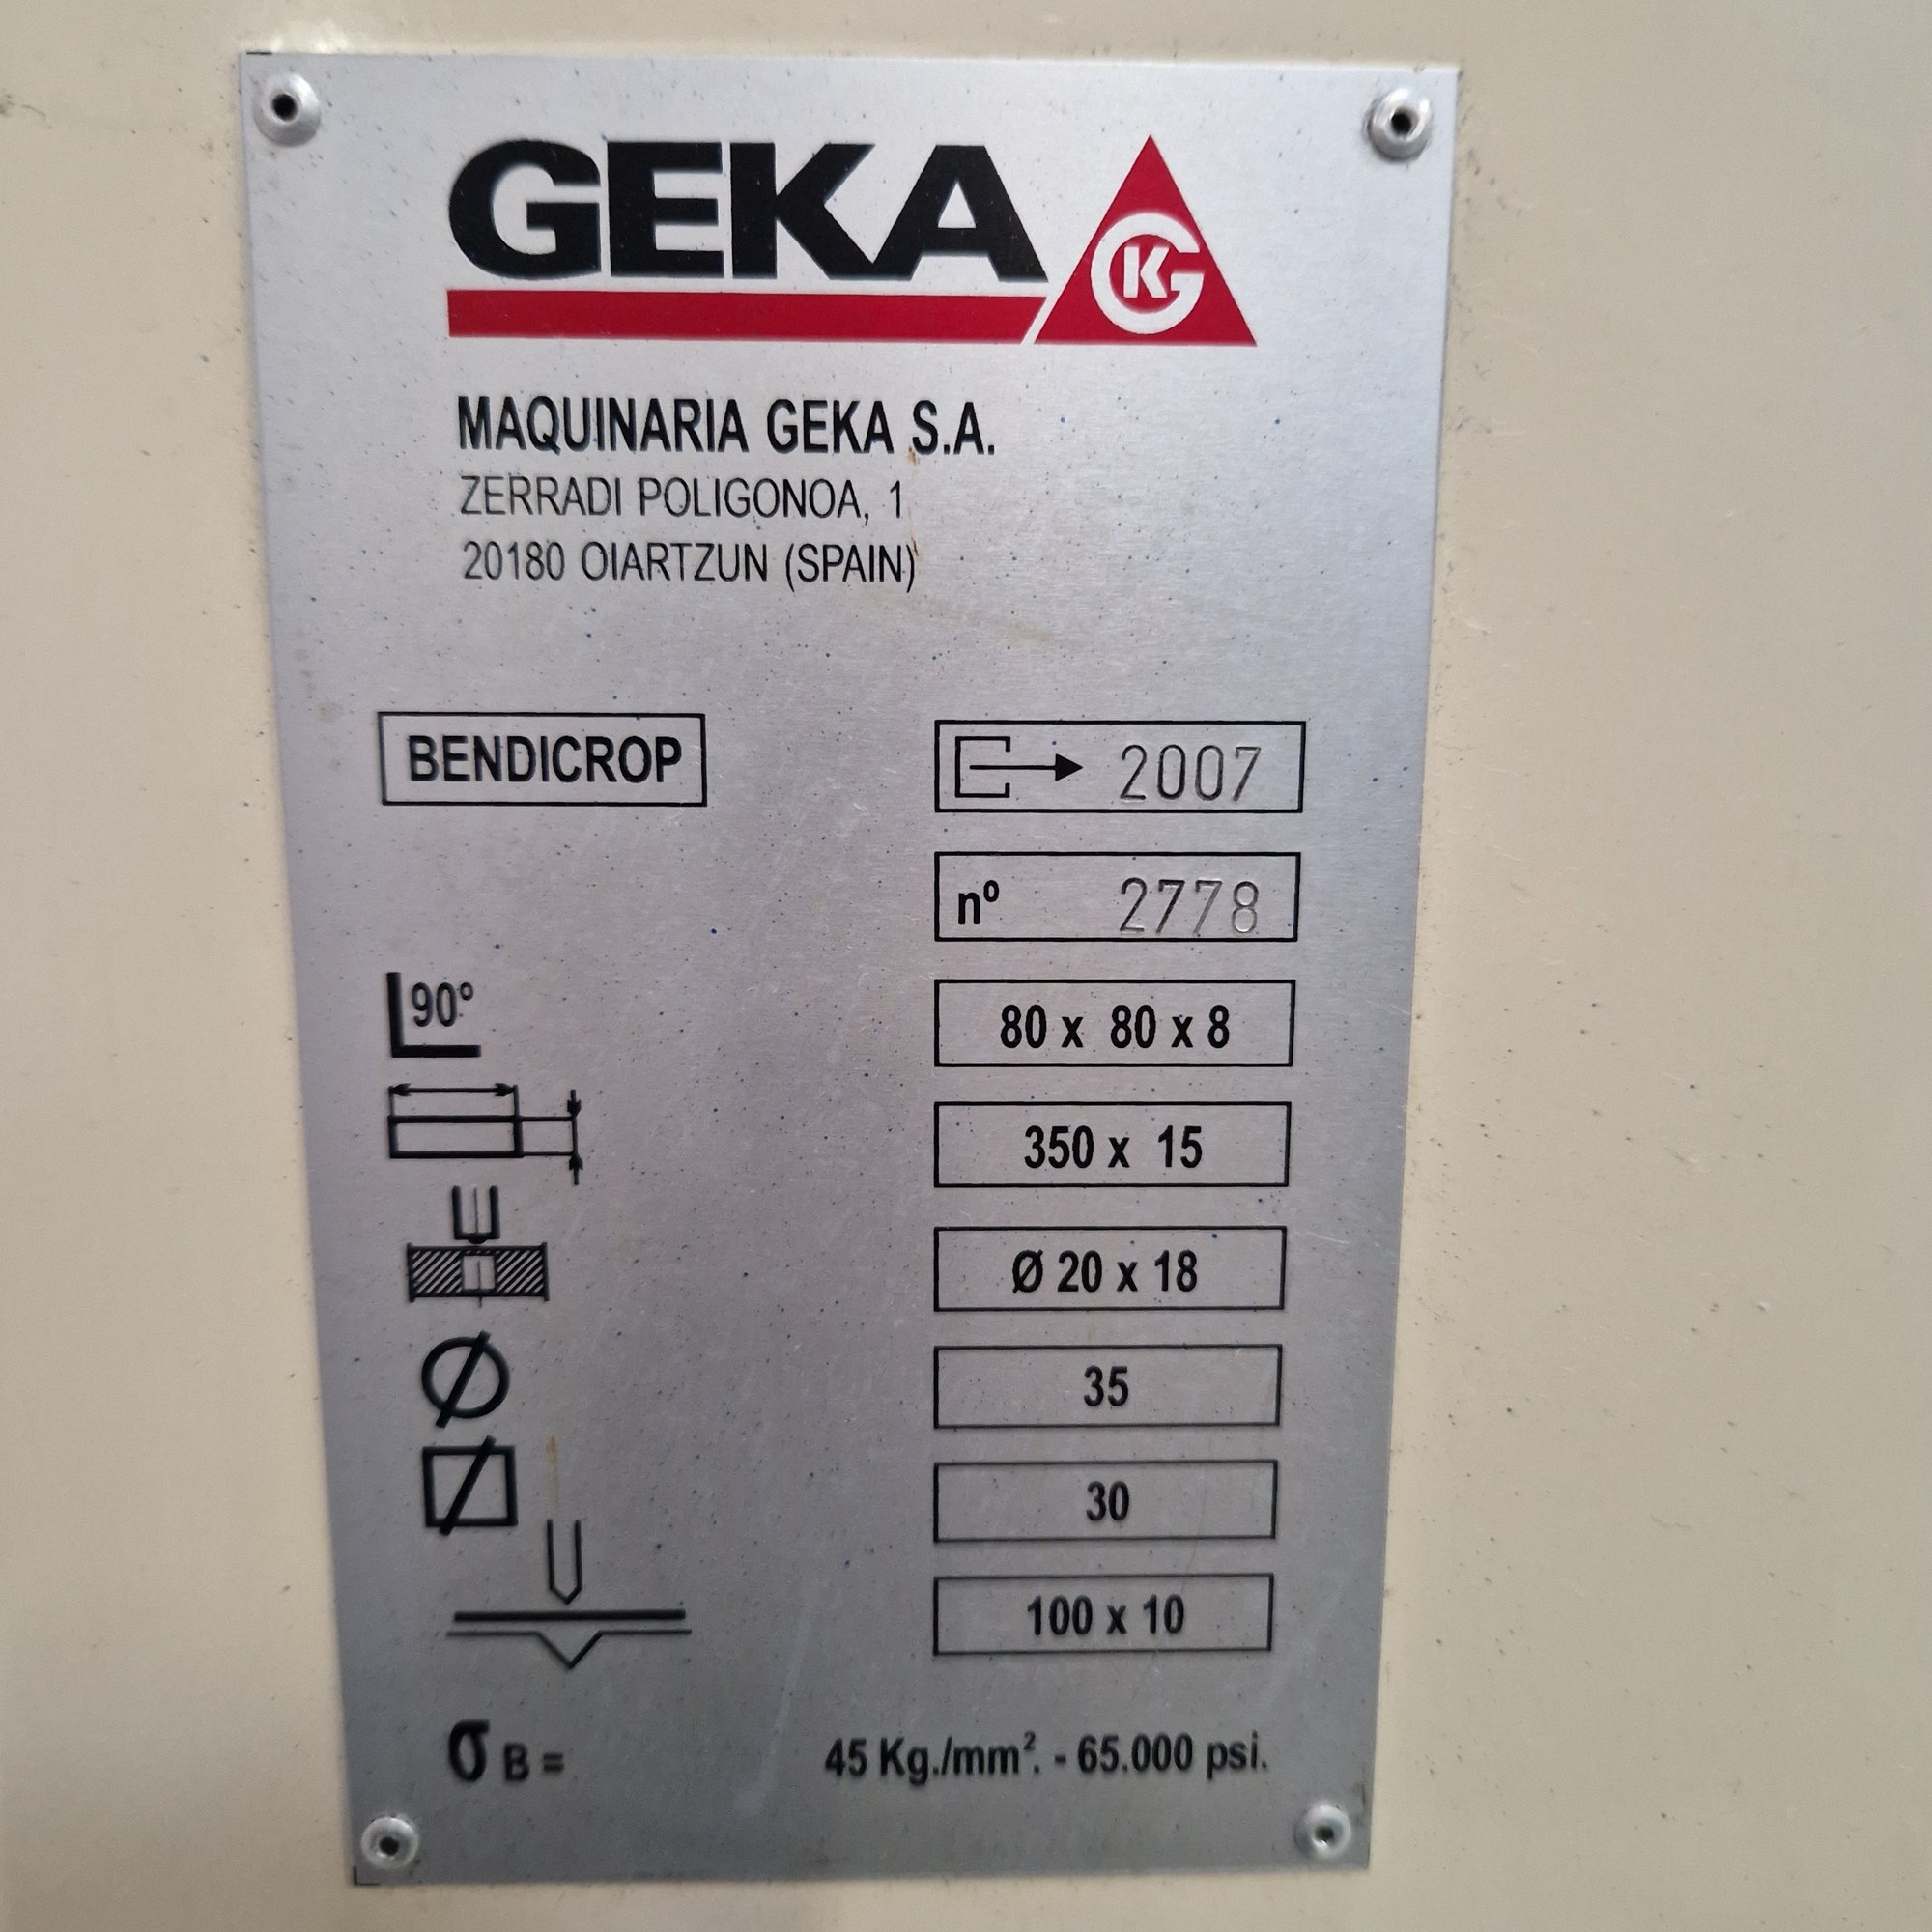 GEKA
KG
MAQUINARIA GEKA S.A.
ZERRADI POLIGONOA, 1
20180 OIARTZUN (SPAIN)
BENDICROP
2007
nº 2778
90° 80 x 80 x 8
350 x 15
Ø 20 x 18
Ø 35
30
100 x 10
σ B = 45 Kg./mm². - 65.000 psi.